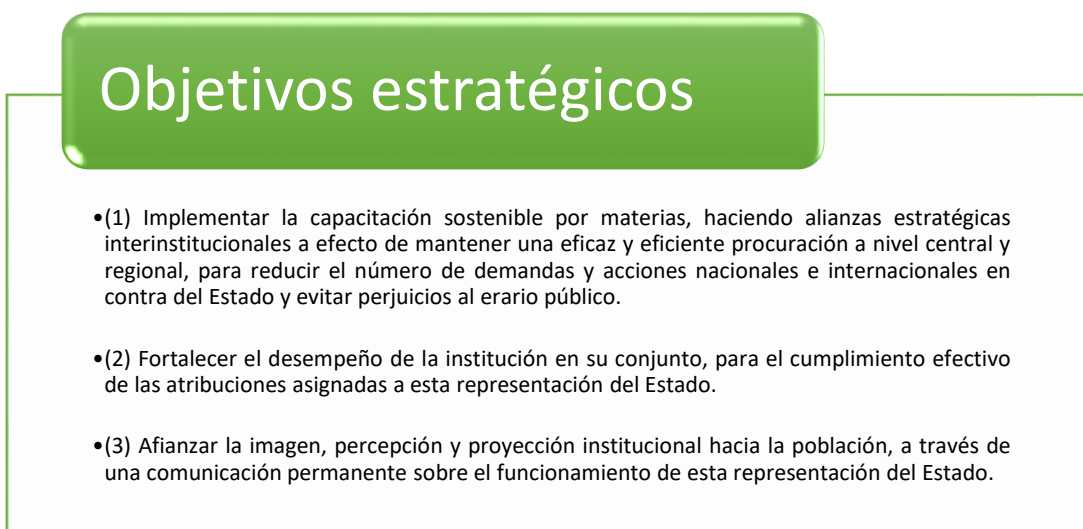 Objetivos estratégicos
•(1) Implementar la capacitación sostenible por materias, haciendo alianzas estratégicas
interinstitucionales a efecto de mantener una eficaz y eficiente procuración a nivel central y
regional, para reducir el número de demandas y acciones nacionales e internacionales en
contra del Estado y evitar perjuicios al erario público.
•(2) Fortalecer el desempeño de la institución en su conjunto, para el cumplimiento efectivo
de las atribuciones asignadas a esta representación del Estado.
•(3) Afianzar la imagen, percepción y proyección institucional hacia la población, a través de
una comunicación permanente sobre el funcionamiento de esta representación del Estado.